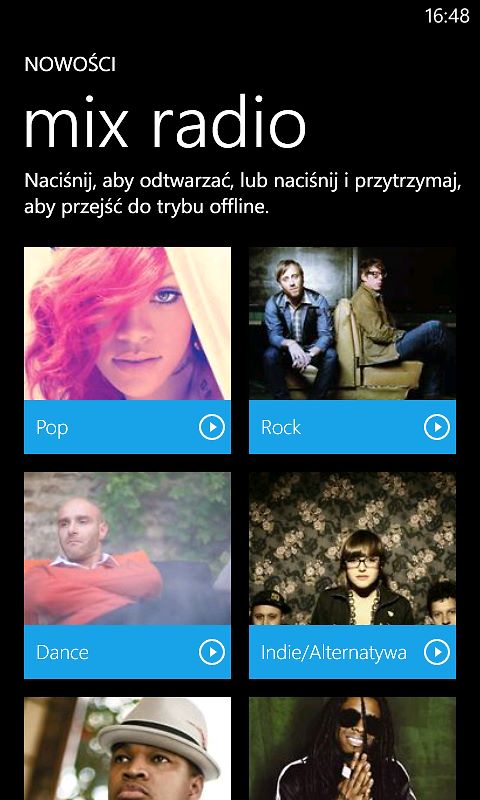 16:48
NOWOŚCI
mix radio
Naciśnij, aby odtwarzać, lub naciśnij i przytrzymaj,
aby przejść do trybu offline.
Pop
Rock
Dance
Indie/Alternatywa